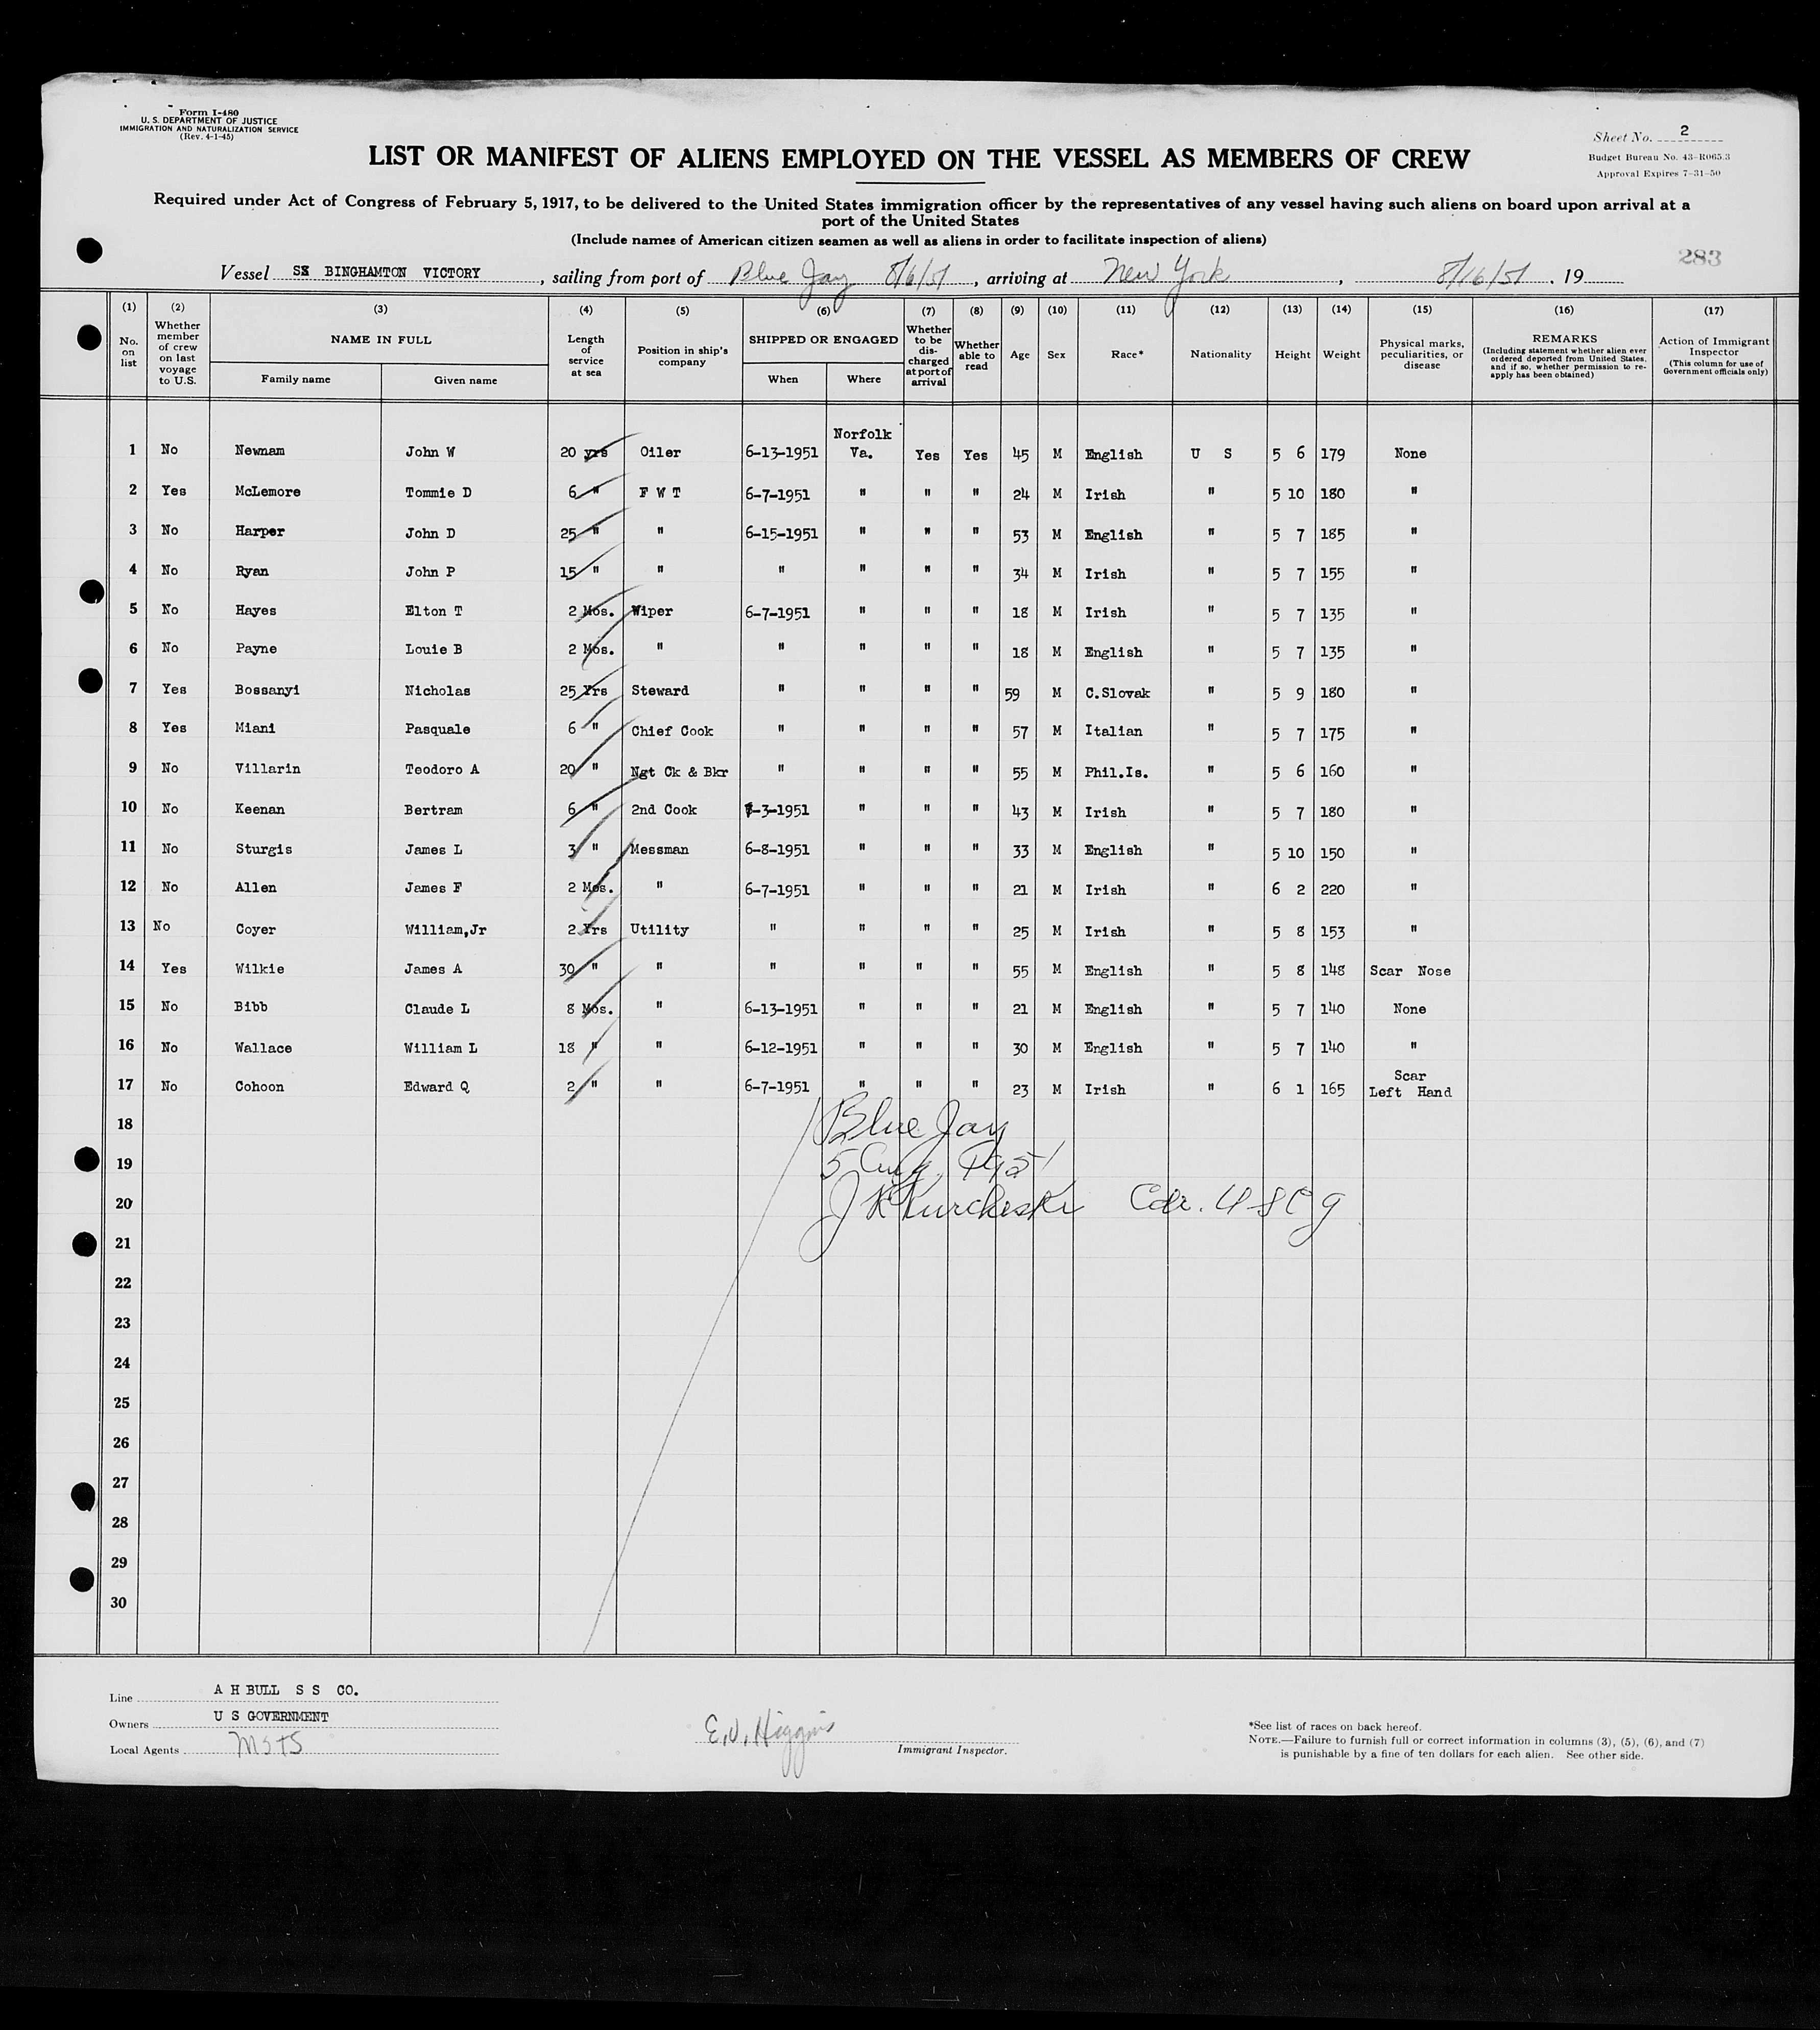 Form I-480
U. S. DEPARTMENT OF JUSTICE
IMMIGRATION AND NATURALIZATION SERVICE
(Rev. 4-1-45)
Sheet No. 2
Budget Bureau No. 43-R065.3
Approval Expires 7-31-50
LIST OR MANIFEST OF ALIENS EMPLOYED ON THE VESSEL AS MEMBERS OF CREW
Required under Act of Congress of February 5, 1917, to be delivered to the United States immigration officer by the representatives of any vessel having such aliens on board upon arrival at a
port of the United States
(Include names of American citizen seamen as well as aliens in order to facilitate inspection of aliens)
283
Vessel SS BINGHAMTON VICTORY, sailing from port of Blue Jay 8/6/51, arriving at New York, 8/16/51, 19
(1) (2) (3) (4) (5) (6) (7) (8) (9) (10) (11) (12) (13) (14) (15) (16) (17)
No. on list
Whether member of crew on last voyage to U.S.
NAME IN FULL
Family name
Given name
Length of service at sea
Position in ship's company
SHIPPED OR ENGAGED
When
Where
Whether to be discharged at port of arrival
Whether able to read
Age
Sex
Race*
Nationality
Height
Weight
Physical marks, peculiarities, or disease
REMARKS
(Including statement whether alien ever ordered deported from United States, and if so, whether permission to re-apply has been obtained)
Action of Immigrant Inspector
(This column for use of Government officials only)
1 No Newnam John W 20 yrs Oiler 6-13-1951 Norfolk Va. Yes Yes 45 M English U S 5 6 179 None
2 Yes McLemore Tommie D 6 " F W T 6-7-1951 " " " 24 M Irish " 5 10 180 "
3 No Harper John D 25 " " 6-15-1951 " " " 53 M English " 5 7 185 "
4 No Ryan John P 15 " " " " " " 34 M Irish " 5 7 155 "
5 No Hayes Elton T 2 Mos. Wiper 6-7-1951 " " " 18 M Irish " 5 7 135 "
6 No Payne Louie B 2 Mos. " " " " " 18 M English " 5 7 135 "
7 Yes Bossanyi Nicholas 25 Yrs Steward " " " " 59 M C.Slovak " 5 9 180 "
8 Yes Miani Pasquale 6 " Chief Cook " " " " 57 M Italian " 5 7 175 "
9 No Villarin Teodoro A 20 " Ngt Ck & Bkr " " " " 55 M Phil.Is. " 5 6 160 "
10 No Keenan Bertram 6 " 2nd Cook -3-1951 " " " 43 M Irish " 5 7 180 "
11 No Sturgis James L 3 " Messman 6-8-1951 " " " 33 M English " 5 10 150 "
12 No Allen James F 2 Mos. " 6-7-1951 " " " 21 M Irish " 6 2 220 "
13 No Coyer William,Jr 2 Yrs Utility " " " " 25 M Irish " 5 8 153 "
14 Yes Wilkie James A 30 " " " " " " 55 M English " 5 8 148 Scar Nose
15 No Bibb Claude L 8 Mos. " 6-13-1951 " " " 21 M English " 5 7 140 None
16 No Wallace William L 18 " " 6-12-1951 " " " 30 M English " 5 7 140 "
17 No Cohoon Edward Q 2 " " 6-7-1951 " " " 23 M Irish " 6 1 165 Scar Left Hand
18 Blue Jay
19 5 Aug. 1951
20 Cdr. USCG
21
22
23
24
25
26
27
28
29
30
Line A H BULL S S CO.
Owners U S GOVERNMENT
Local Agents MSTS
E.J. Higgins
Immigrant Inspector.
*See list of races on back hereof.
NOTE.—Failure to furnish full or correct information in columns (3), (5), (6), and (7)
is punishable by a fine of ten dollars for each alien. See other side.